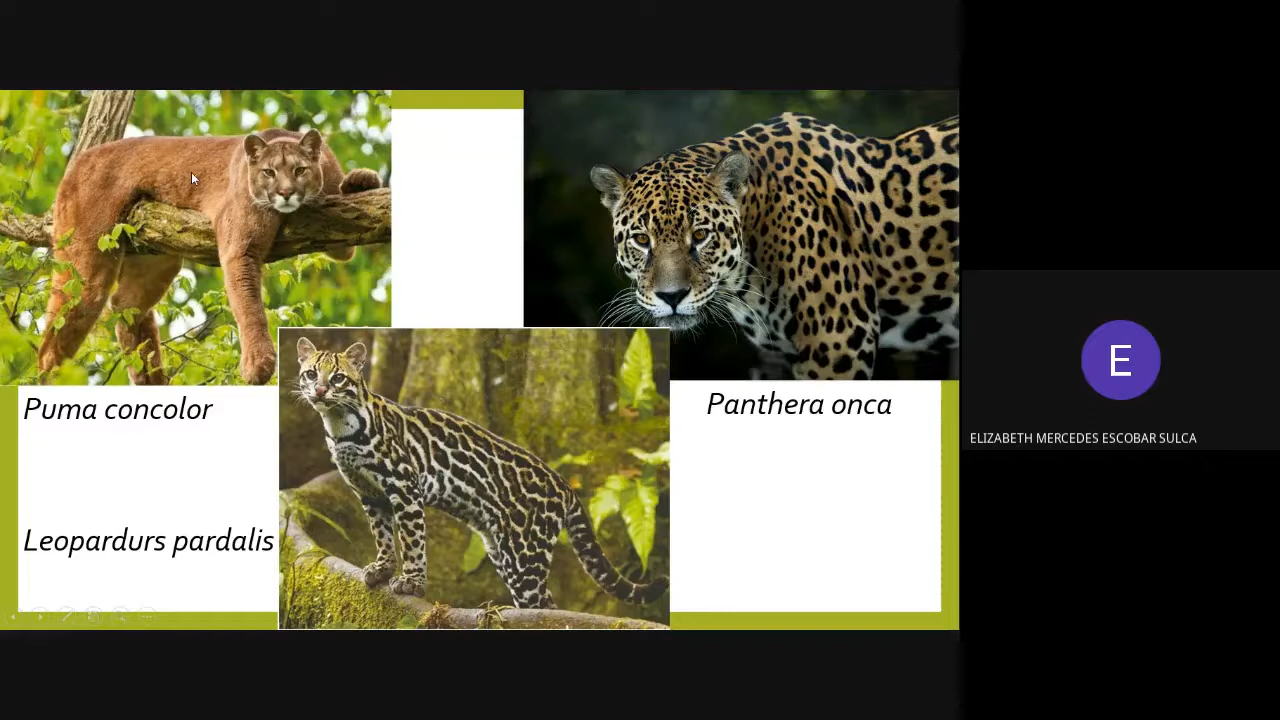 Puma concolor
Panthera onca
Leopardurs pardalis
E
ELIZABETH MERCEDES ESCOBAR SULCA